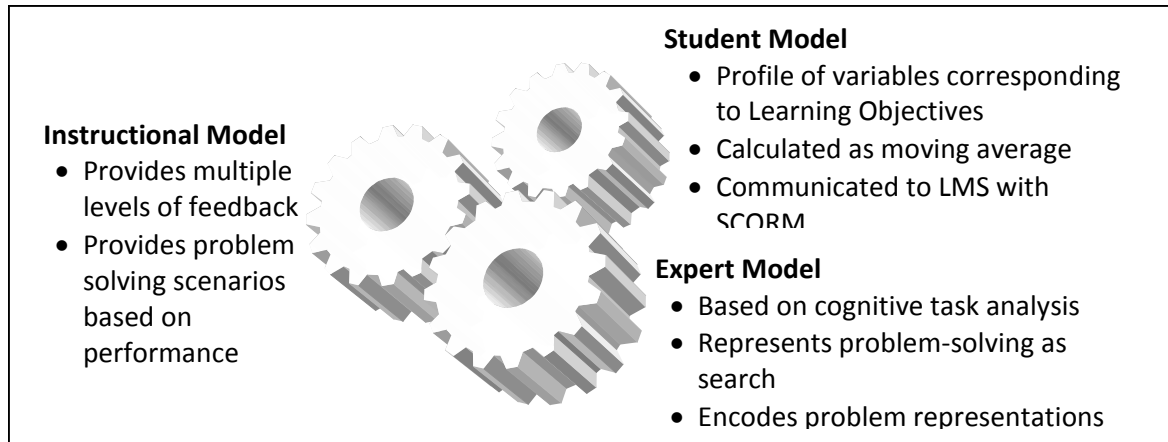 Instructional Model
• Provides multiple
levels of feedback
• Provides problem
solving scenarios
based on
performance
Student Model
• Profile of variables corresponding
to Learning Objectives
• Calculated as moving average
• Communicated to LMS with
SCORM
Expert Model
• Based on cognitive task analysis
• Represents problem-solving as
search
• Encodes problem representations